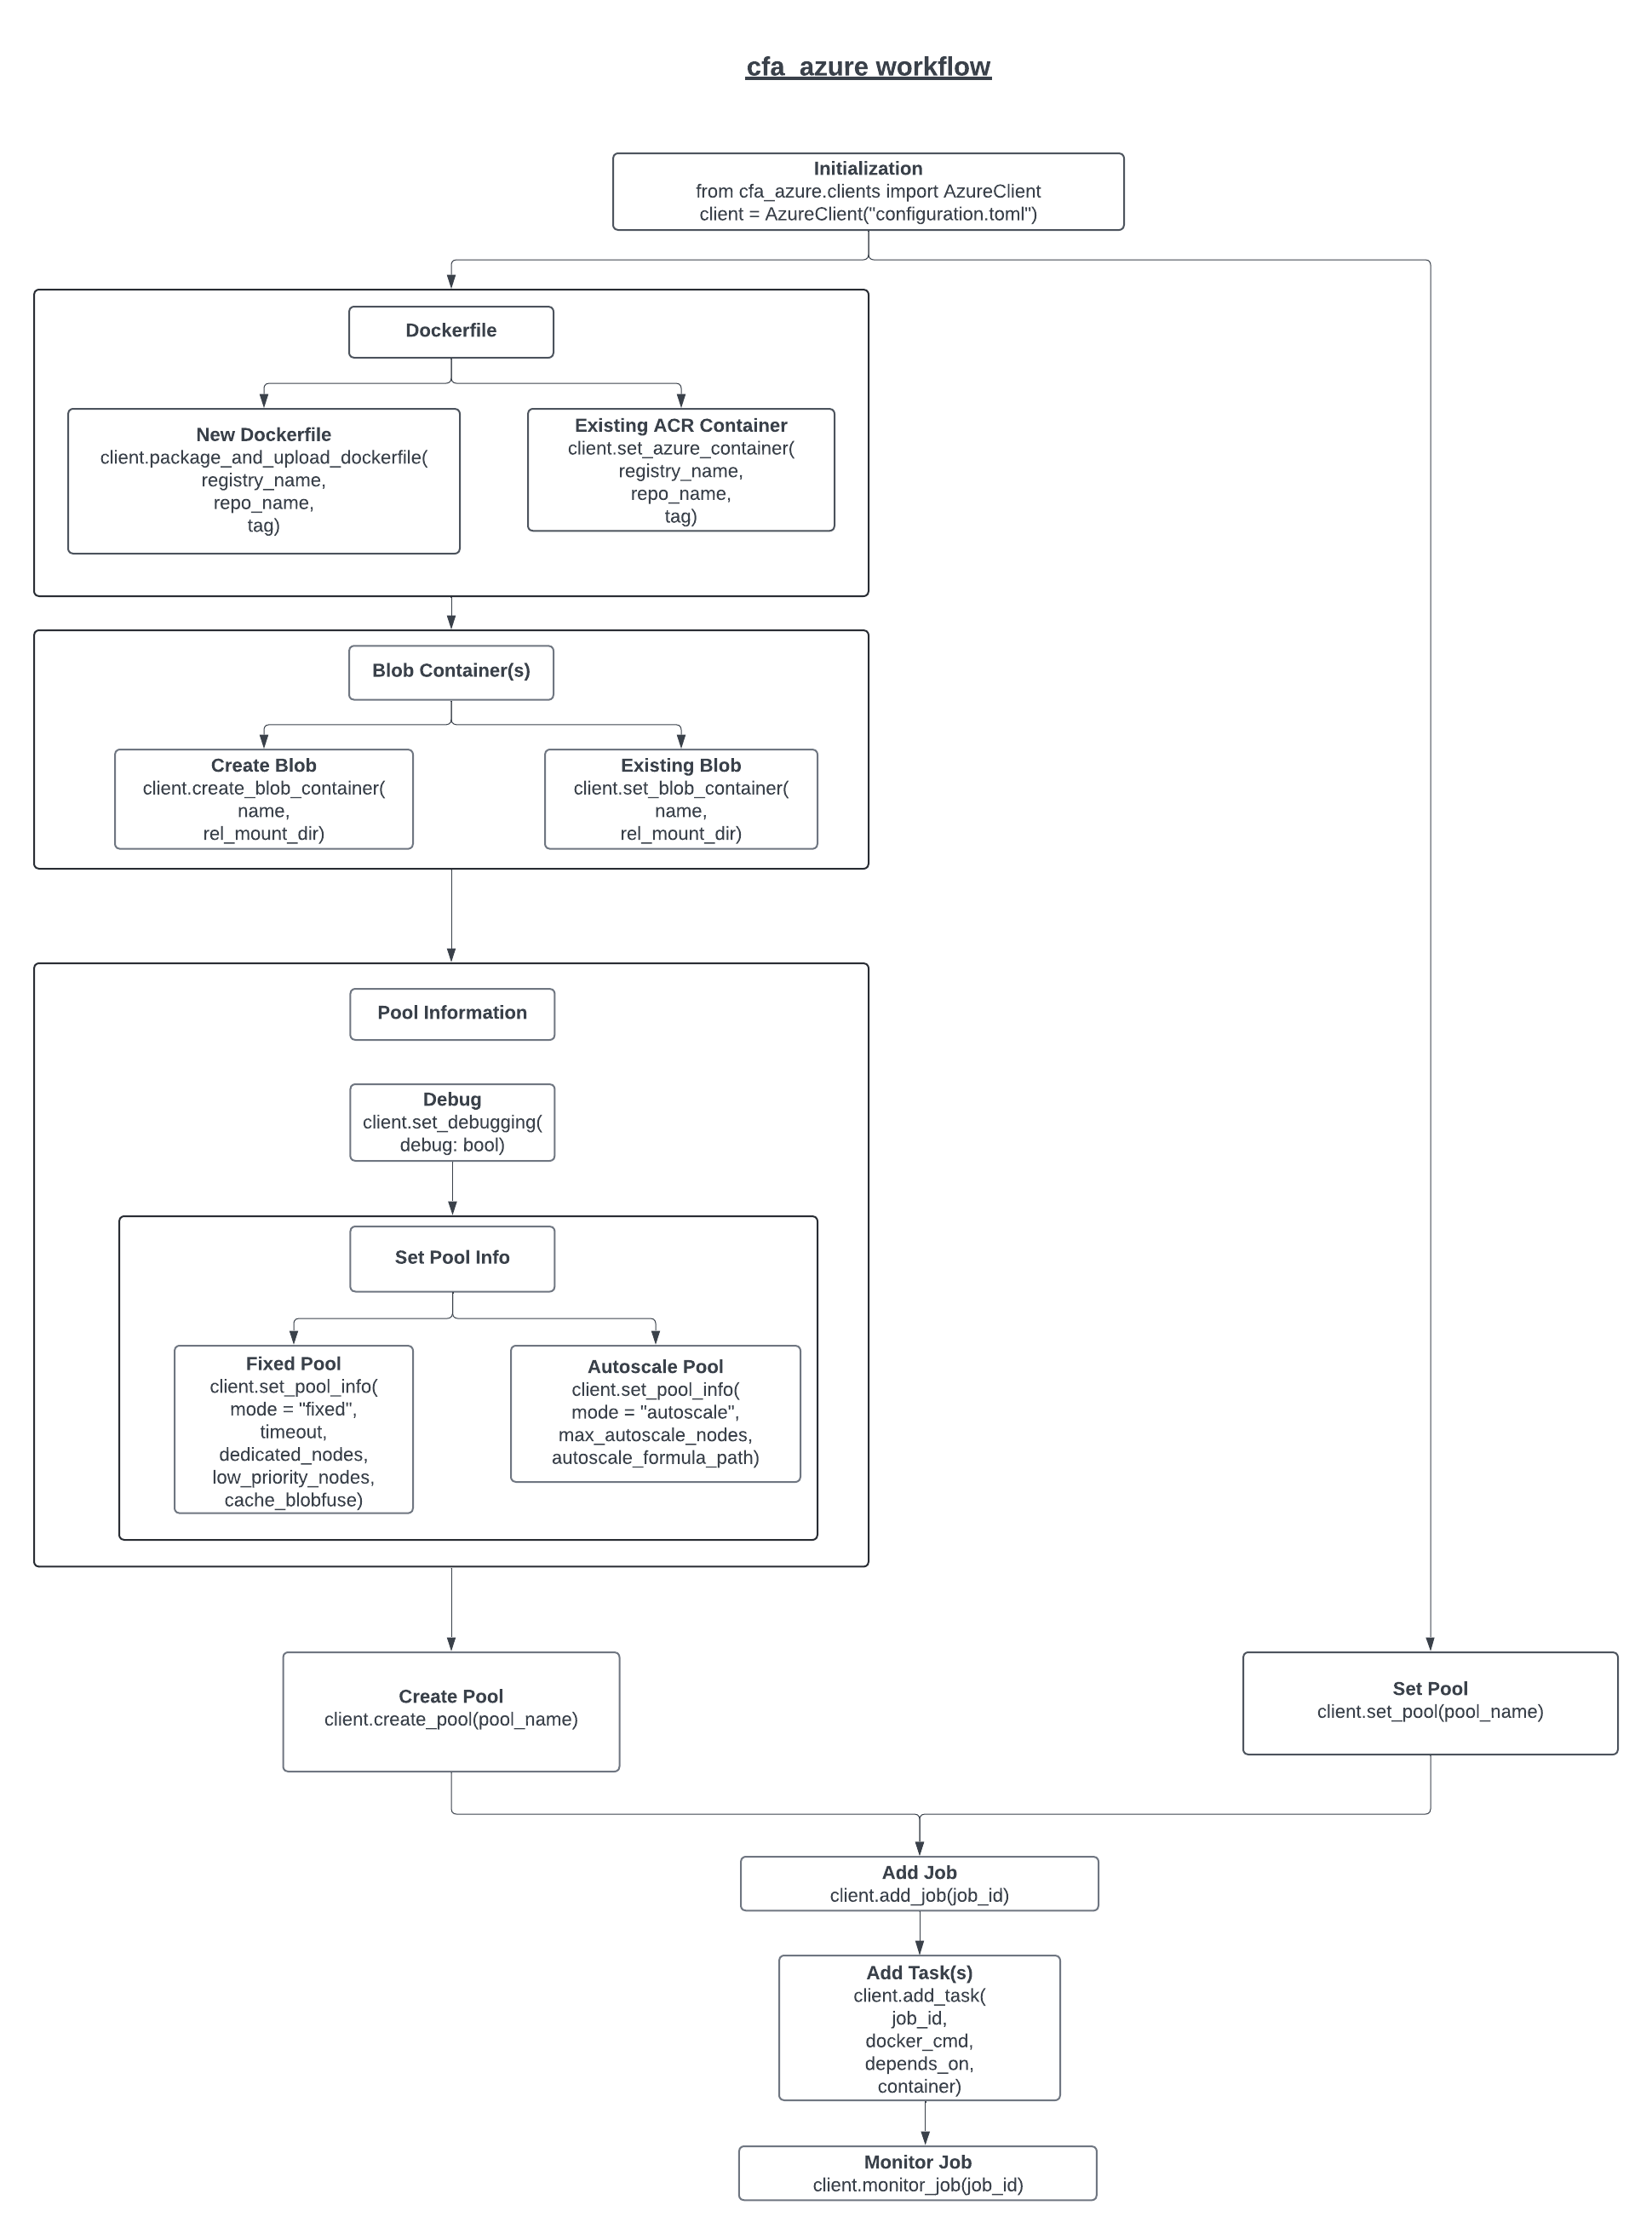 cfa_azure workflow
Initialization
from cfa_azure.clients import AzureClient
client = AzureClient("configuration.toml")
Dockerfile
New Dockerfile
client.package_and_upload_dockerfile(
registry_name,
repo_name,
tag)
Existing ACR Container
client.set_azure_container(
registry_name,
repo_name,
tag)
Blob Container(s)
Create Blob
client.create_blob_container(
name,
rel_mount_dir)
Existing Blob
client.set_blob_container(
name,
rel_mount_dir)
Pool Information
Debug
client.set_debugging(
debug: bool)
Set Pool Info
Fixed Pool
client.set_pool_info(
mode = "fixed",
timeout,
dedicated_nodes,
low_priority_nodes,
cache_blobfuse)
Autoscale Pool
client.set_pool_info(
mode = "autoscale",
max_autoscale_nodes,
autoscale_formula_path)
Create Pool
client.create_pool(pool_name)
Set Pool
client.set_pool(pool_name)
Add Job
client.add_job(job_id)
Add Task(s)
client.add_task(
job_id,
docker_cmd,
depends_on,
container)
Monitor Job
client.monitor_job(job_id)